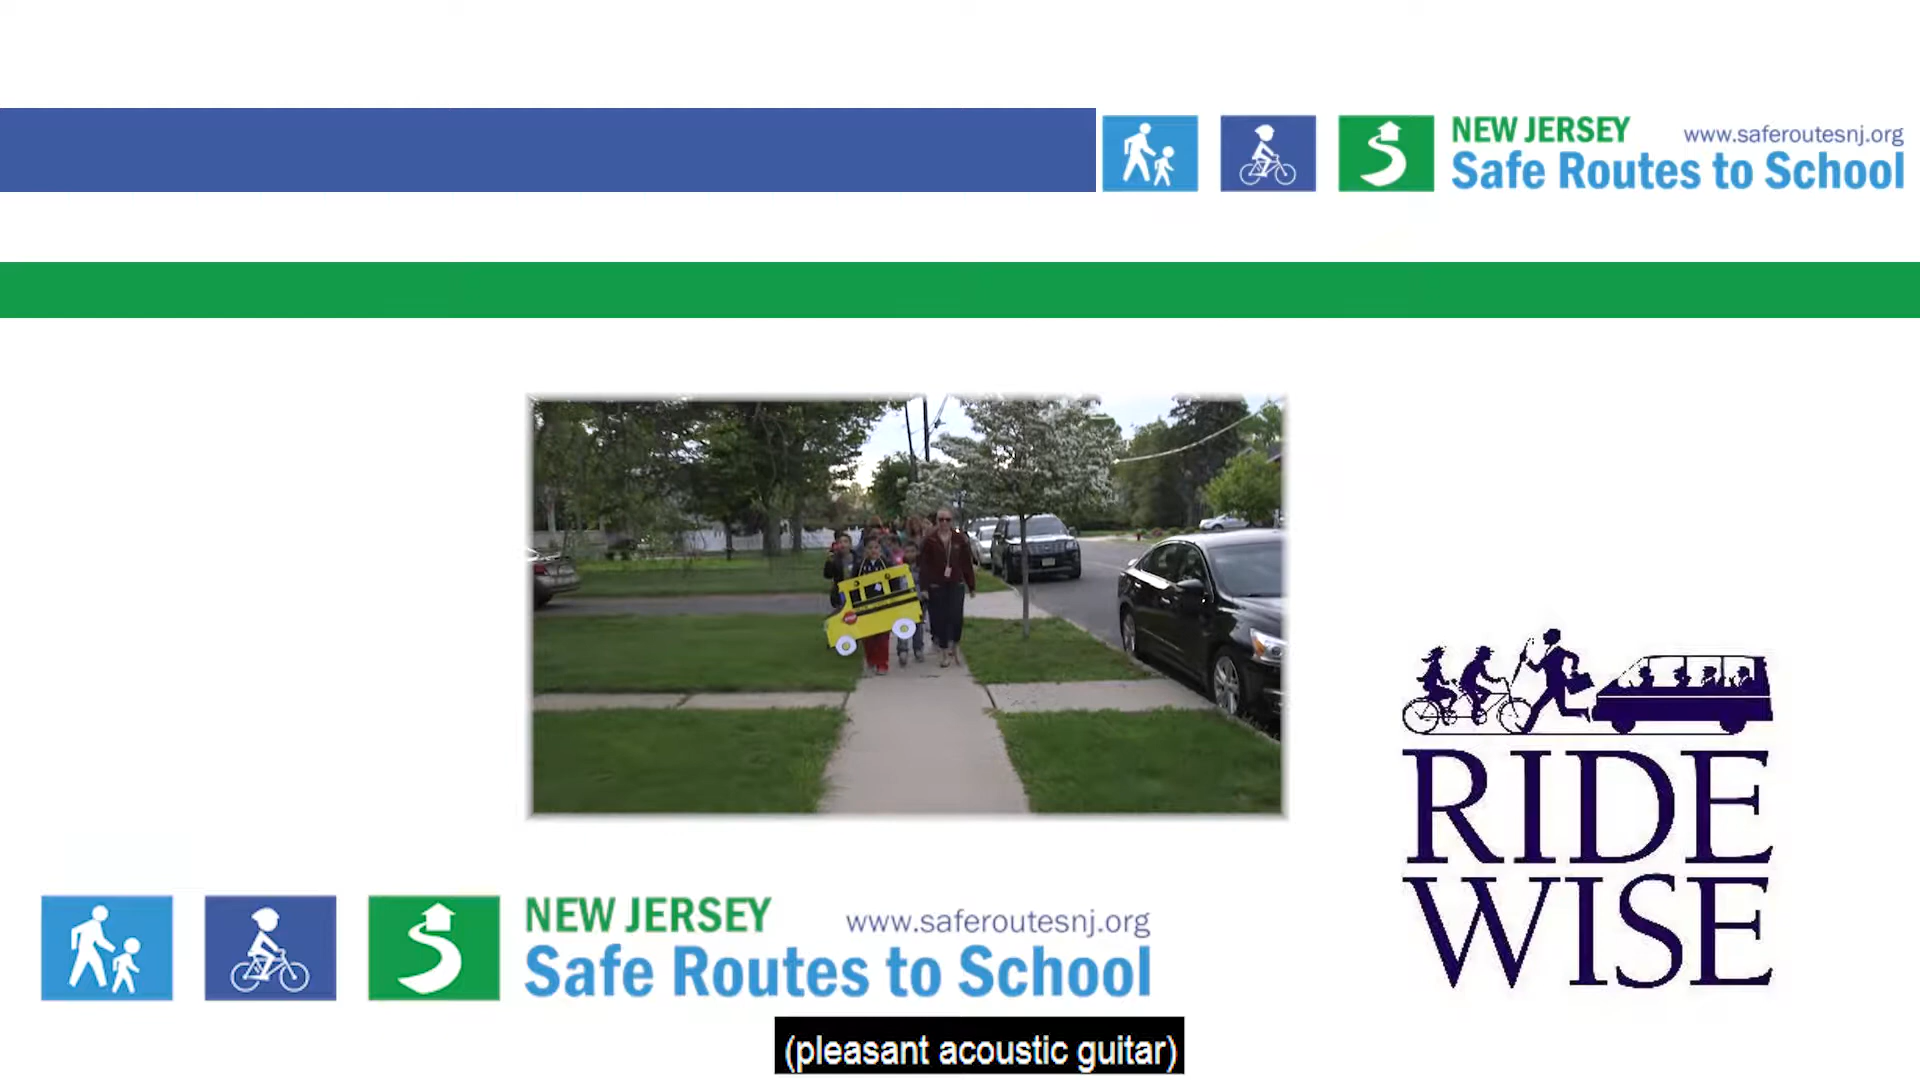 NEW JERSEY
www.saferoutesnj.org
Safe Routes to School
RIDE
WISE
NEW JERSEY
www.saferoutesnj.org
Safe Routes to School
(pleasant acoustic guitar)